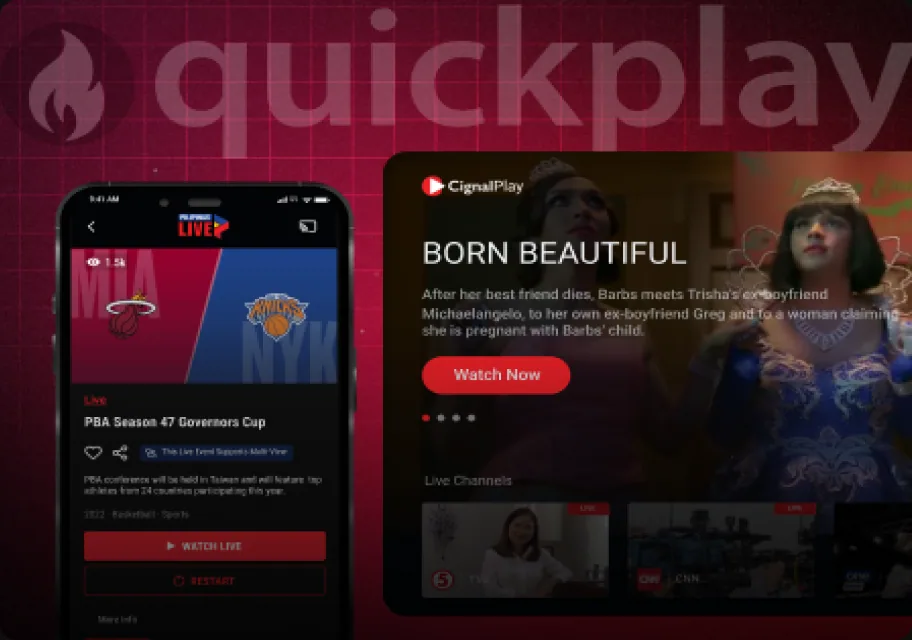 quickplay
9:41 AM
PILIPINAS
LIVE
1.5k
MIA
NYK
KNICKS
Live
PBA Season 47 Governors Cup
This Live Event Supports Multi-View
PBA conference will be held in Taiwan and will feature top
athletes from 24 countries participating this year.
2022 · Basketball · Sports
WATCH LIVE
RESTART
More Info
CignalPlay
BORN BEAUTIFUL
After her best friend dies, Barbs meets Trisha's ex-boyfriend
Michaelangelo, to her own ex-boyfriend Greg and to a woman claiming
she is pregnant with Barbs' child.
Watch Now
Live Channels
LIVE
LIVE
5
CNN
CNN...
one